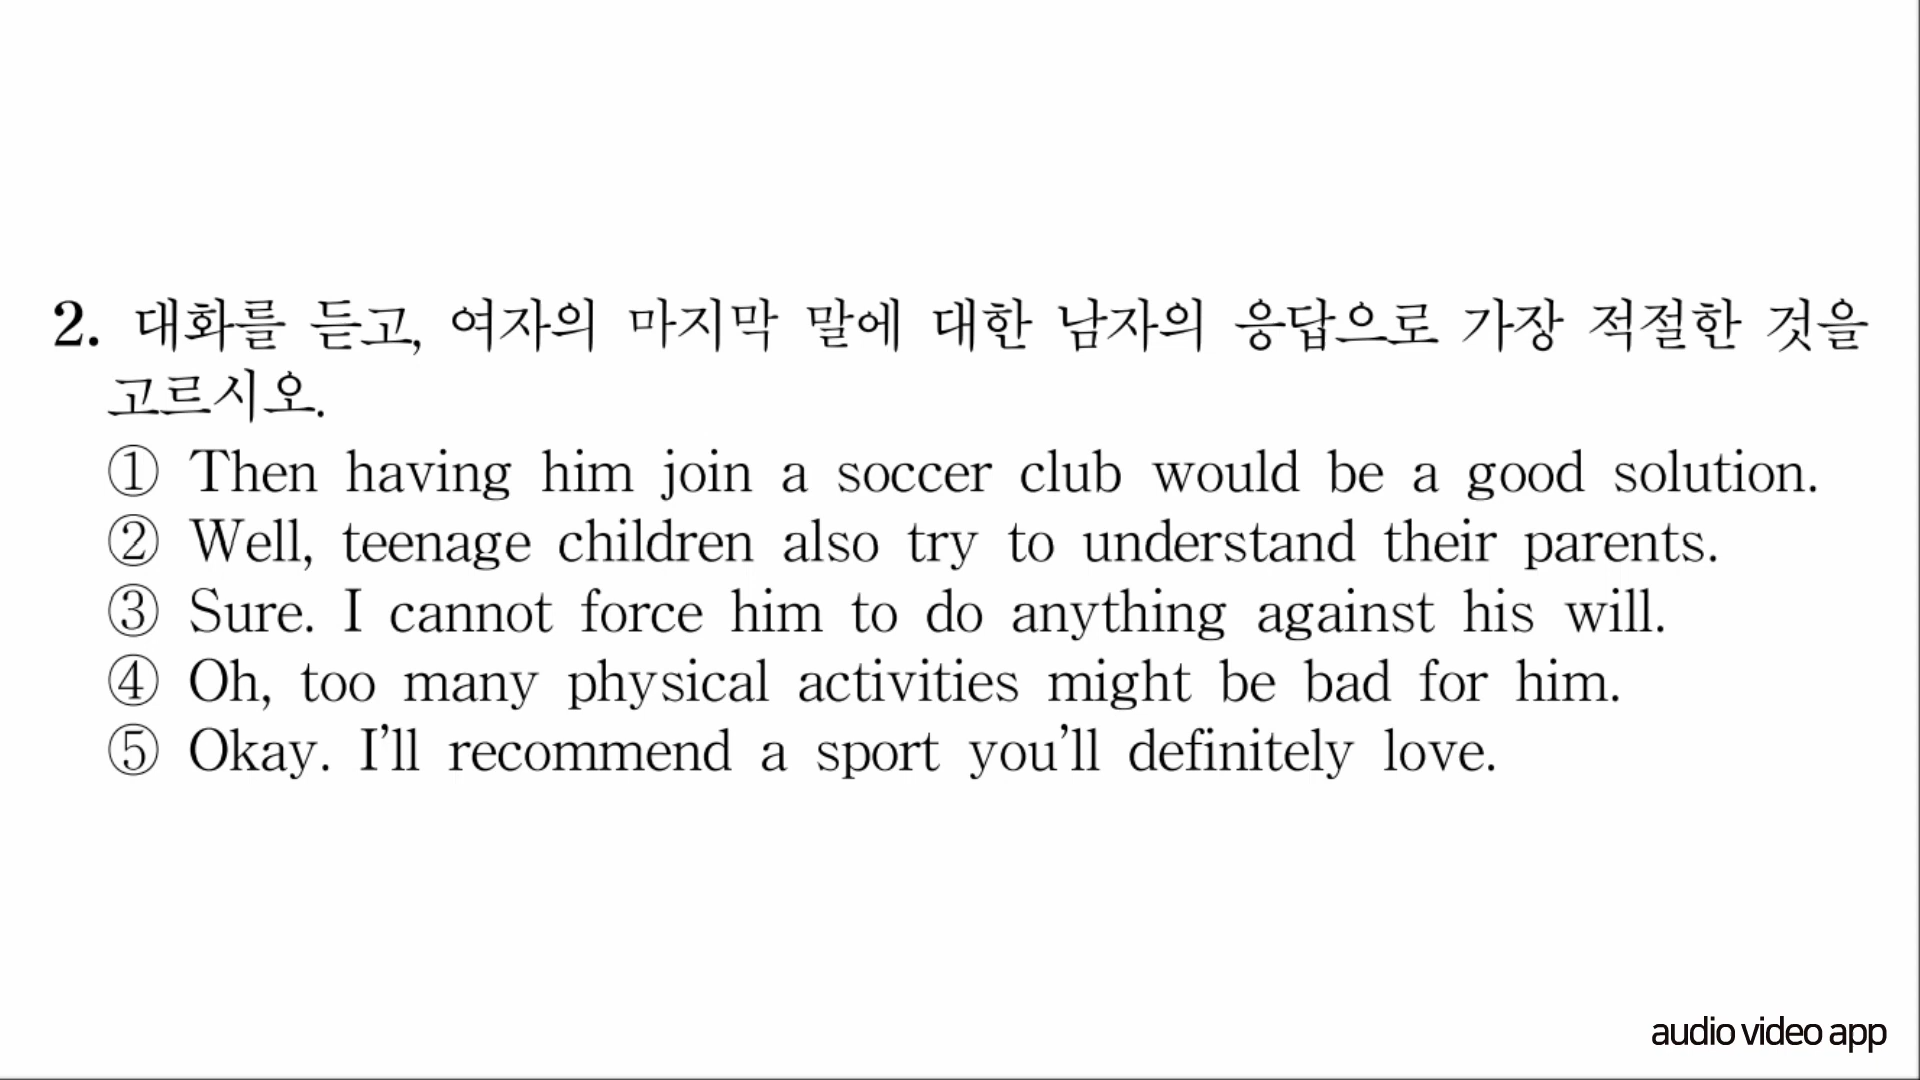 2. 대화를 듣고, 여자의 마지막 말에 대한 남자의 응답으로 가장 적절한 것을
고르시오.
① Then having him join a soccer club would be a good solution.
② Well, teenage children also try to understand their parents.
③ Sure. I cannot force him to do anything against his will.
④ Oh, too many physical activities might be bad for him.
⑤ Okay. I’ll recommend a sport you’ll definitely love.
audio video app